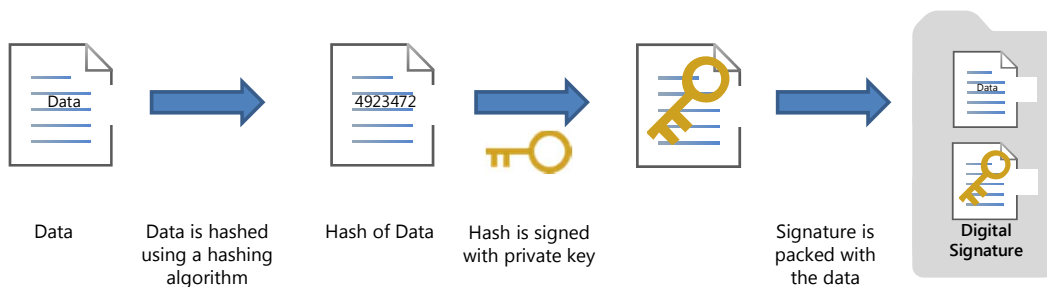 Data
4923472
Data
Data
Data is hashed
using a hashing
algorithm
Hash of Data
Hash is signed
with private key
Signature is
packed with
the data
Digital
Signature